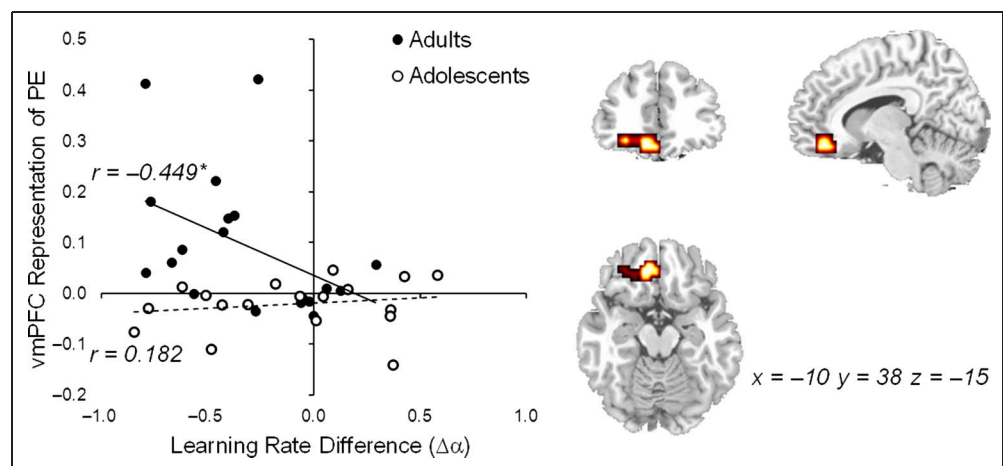 0.5
0.4
0.3
0.2
0.1
0.0
–0.1
–0.2
–1.0
–0.5
0.0
0.5
1.0
vmPFC Representation of PE
Learning Rate Difference (Δα)
Adults
Adolescents
r = –0.449*
r = 0.182
x = –10 y = 38 z = –15